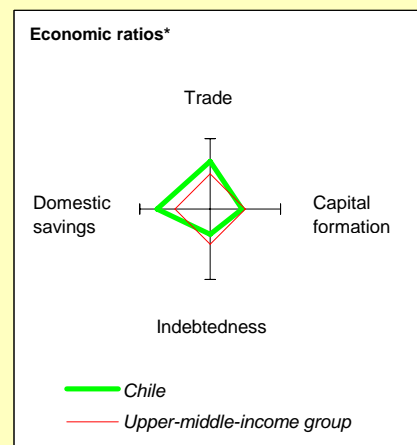 Economic ratios*
Trade
Domestic
savings
Capital
formation
Indebtedness
Chile
Upper-middle-income group